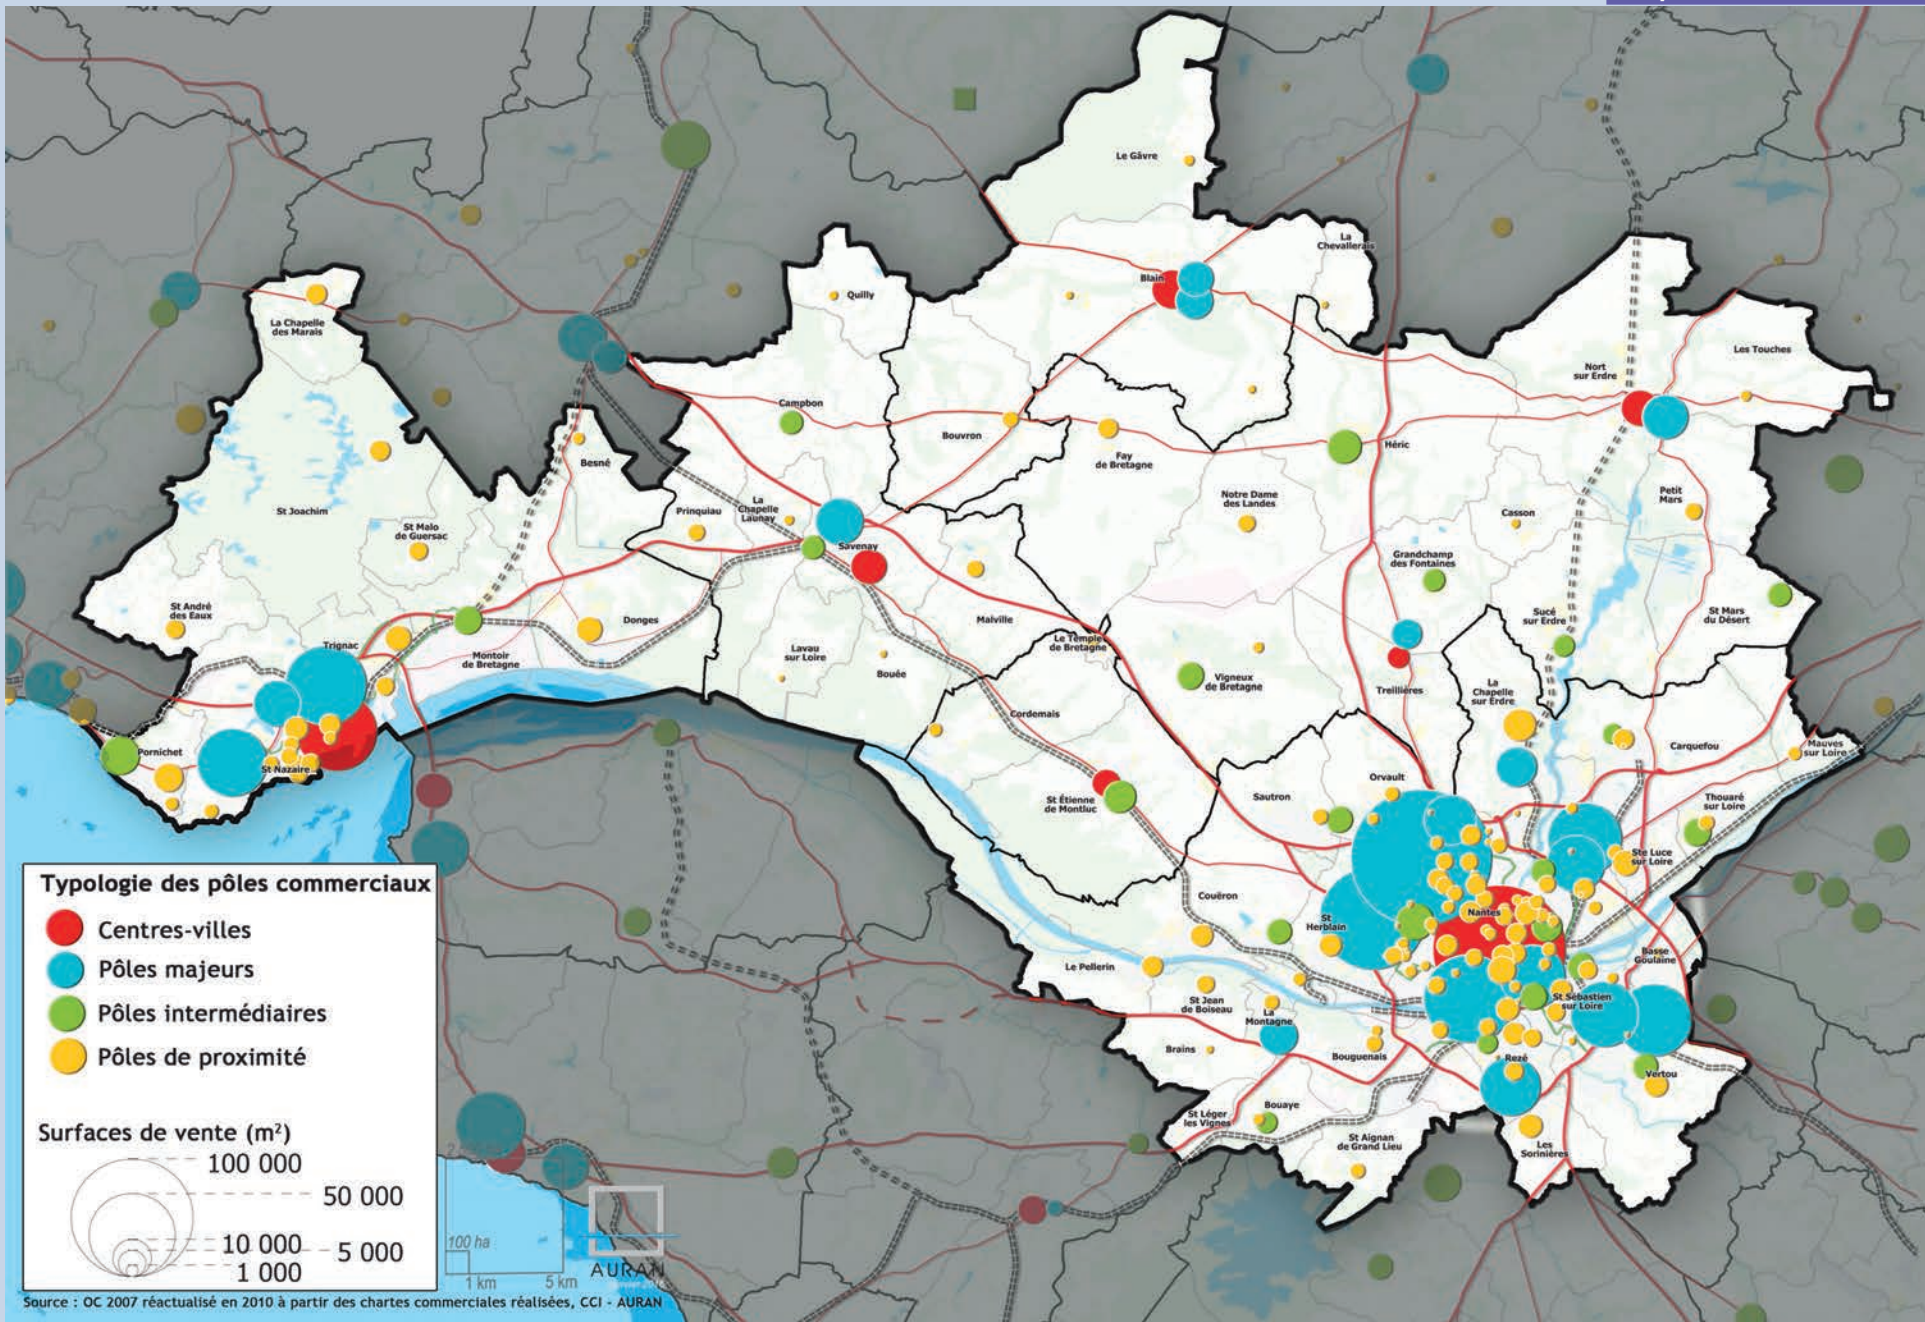 Le Gâvre
La
Chevallerais
Blain
Quilly
La Chapelle
des Marais
Les Touches
Nort
sur Erdre
Campbon
Bouvron
Fay
de Bretagne
Héric
Besné
Petit
Mars
Notre Dame
des Landes
La
Chapelle
Launay
Prinquiau
St Joachim
Casson
St Malo
de Guersac
Savenay
Grandchamp
des Fontaines
St André
des Eaux
Donges
Malville
Sucé
sur Erdre
St Mars
du Désert
Trignac
Montoir
de Bretagne
Lavau
sur Loire
Le Temple
de Bretagne
Bouée
Vigneux
de Bretagne
Treillières
La
Chapelle
sur Erdre
Cordemais
Pornichet
St Nazaire
Carquefou
Mauves
sur Loire
Orvault
Sautron
St Étienne
de Montluc
Thouaré
sur Loire
Ste Luce
sur Loire
Couëron
St
Herblain
Nantes
Basse
Goulaine
Le Pellerin
St Jean
de Boiseau
La
Montagne
St Sébastien
sur Loire
Brains
Bouguenais
Rezé
Vertou
St Léger
les Vignes
Bouaye
St Aignan
de Grand Lieu
Les
Sorinières
Typologie des pôles commerciaux
Centres-villes
Pôles majeurs
Pôles intermédiaires
Pôles de proximité
Surfaces de vente (m²)
100 000
50 000
10 000
5 000
1 000
100 ha
1 km
5 km
AURAN
Source : OC 2007 réactualisé en 2010 à partir des chartes commerciales réalisées, CCI - AURAN